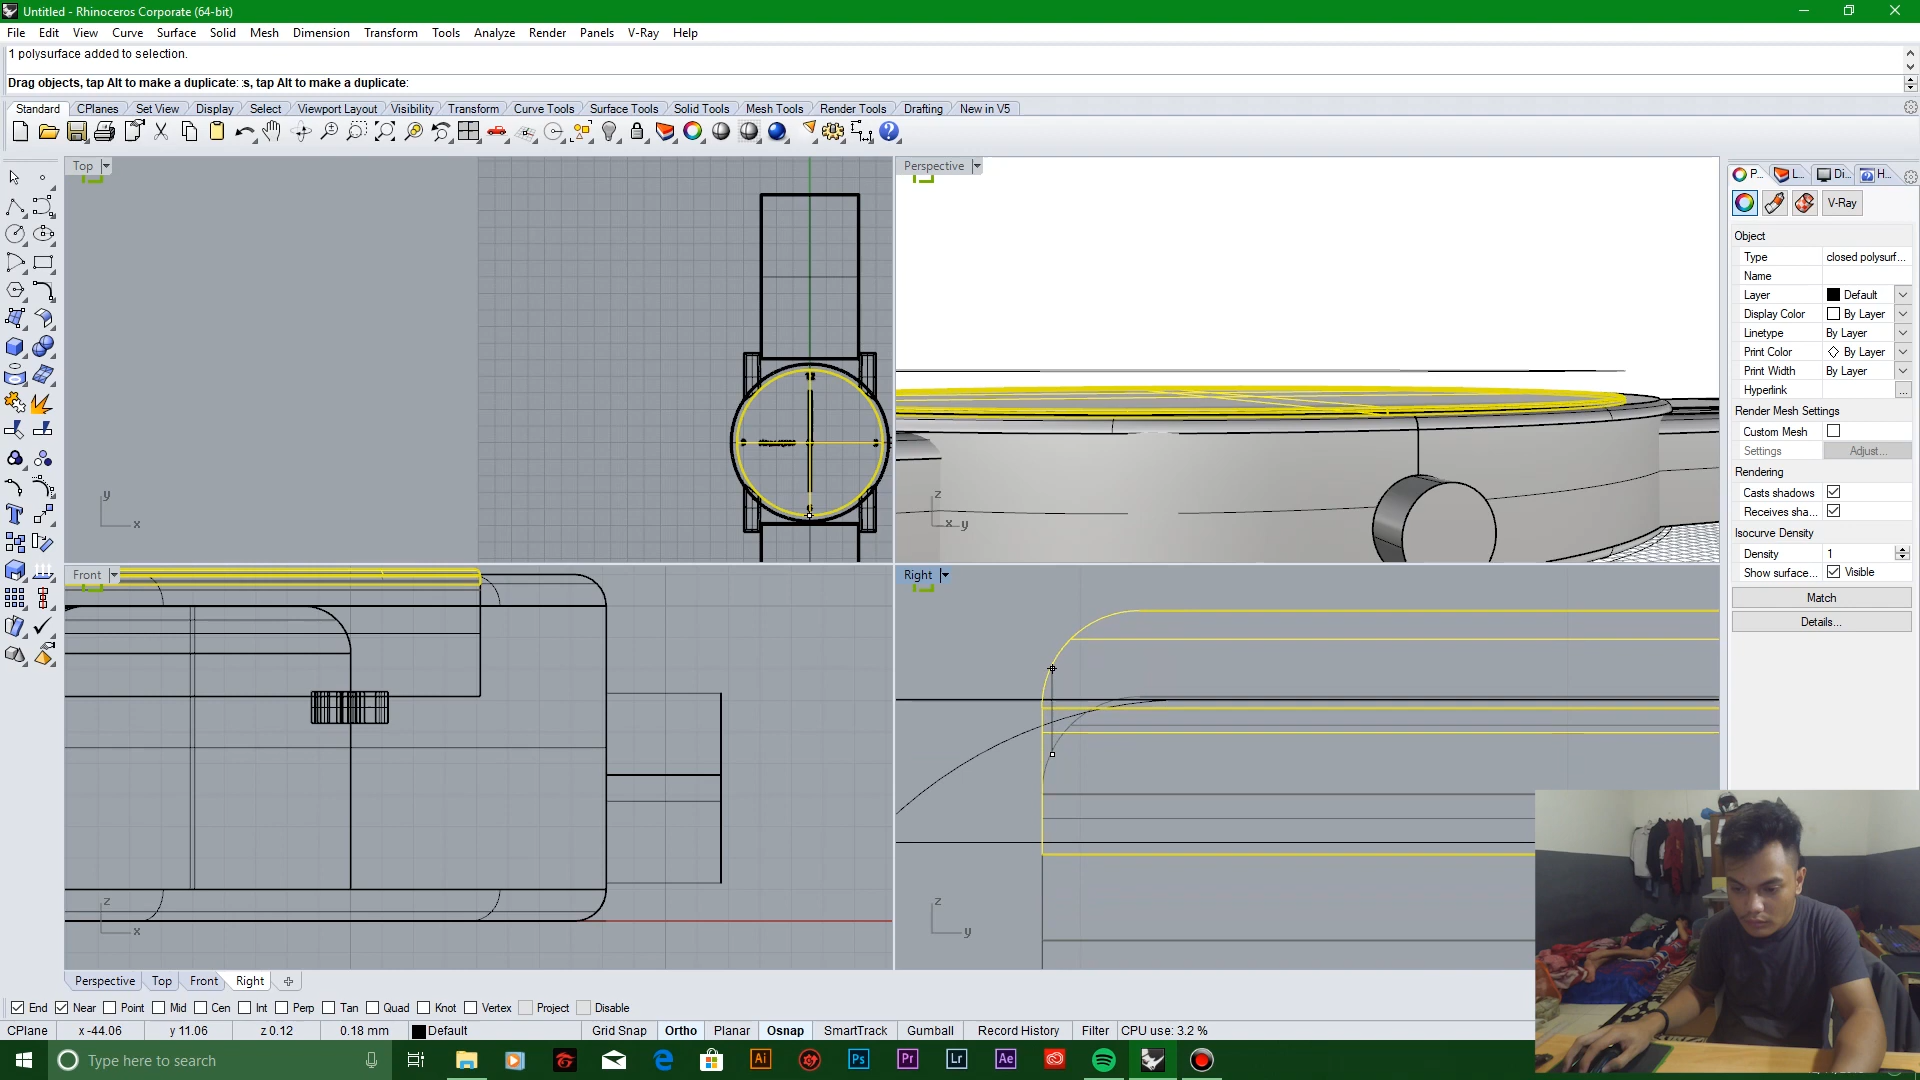 Untitled - Rhinoceros Corporate (64-bit)
File Edit View Curve Surface Solid Mesh Dimension Transform Tools Analyze Render Panels V-Ray Help
1 polysurface added to selection.
Drag objects, tap Alt to make a duplicate: :s, tap Alt to make a duplicate:
Standard CPlanes Set View Display Select Viewport Layout Visibility Transform Curve Tools Surface Tools Solid Tools Mesh Tools Render Tools Drafting New in V5
Top
Perspective
P... L... Di... H...
V-Ray
Object
Type closed polysurf...
Name
Layer Default
Display Color By Layer
Linetype By Layer
Print Color By Layer
Print Width By Layer
Hyperlink ...
Render Mesh Settings
Custom Mesh
Settings Adjust...
Rendering
Casts shadows
Receives sha...
Isocurve Density
Density 1
Show surface... Visible
Match
Details...
y
x
z
x y
Front
Right
z
x
z
y
Perspective Top Front Right
End Near Point Mid Cen Int Perp Tan Quad Knot Vertex Project Disable
CPlane x -44.06 y 11.06 z 0.12 0.18 mm Default Grid Snap Ortho Planar Osnap SmartTrack Gumball Record History Filter CPU use: 3.2 %
Type here to search
Ai Ps Pr Lr Ae